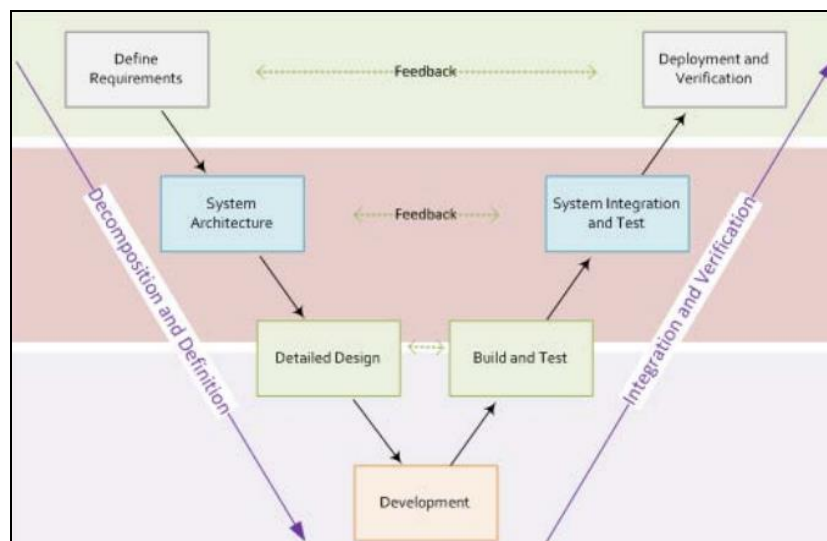 Define
Requirements
Feedback
Deployment and
Verification
System
Architecture
Feedback
System Integration
and Test
Decomposition and Definition
Integration and Verification
Detailed Design
Build and Test
Development